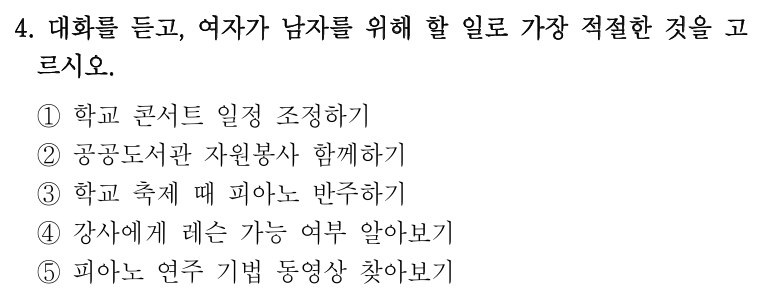 4. 대화를 듣고, 여자가 남자를 위해 할 일로 가장 적절한 것을 고
르시오.
① 학교 콘서트 일정 조정하기
② 공공도서관 자원봉사 함께하기
③ 학교 축제 때 피아노 반주하기
④ 강사에게 레슨 가능 여부 알아보기
⑤ 피아노 연주 기법 동영상 찾아보기